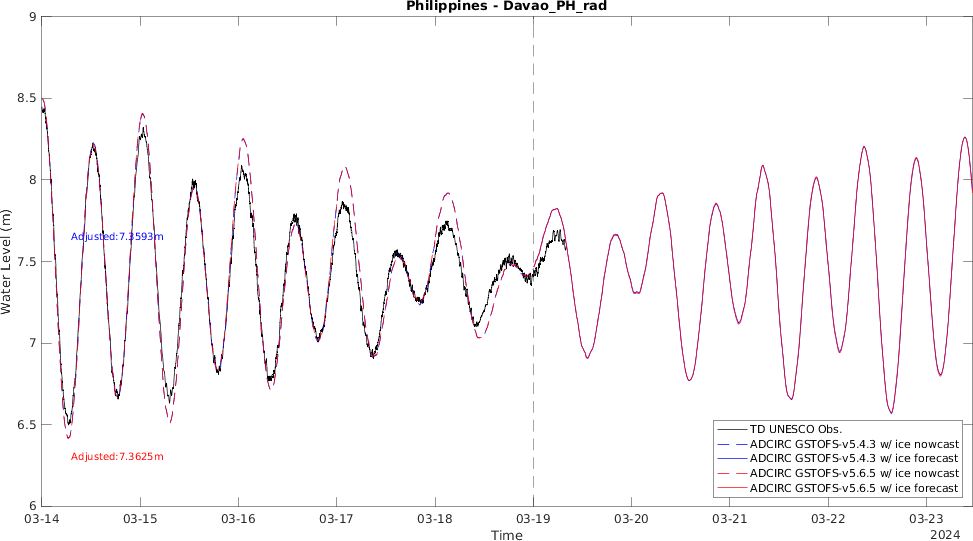 Philippines - Davao_PH_rad
9
8.5
8
7.5
7
6.5
6
Water Level (m)
Adjusted:7.3593m
Adjusted:7.3625m
TD UNESCO Obs.
ADCIRC GSTOFS-v5.4.3 w/ ice nowcast
ADCIRC GSTOFS-v5.4.3 w/ ice forecast
ADCIRC GSTOFS-v5.6.5 w/ ice nowcast
ADCIRC GSTOFS-v5.6.5 w/ ice forecast
03-14 03-15 03-16 03-17 03-18 03-19 03-20 03-21 03-22 03-23
Time
2024